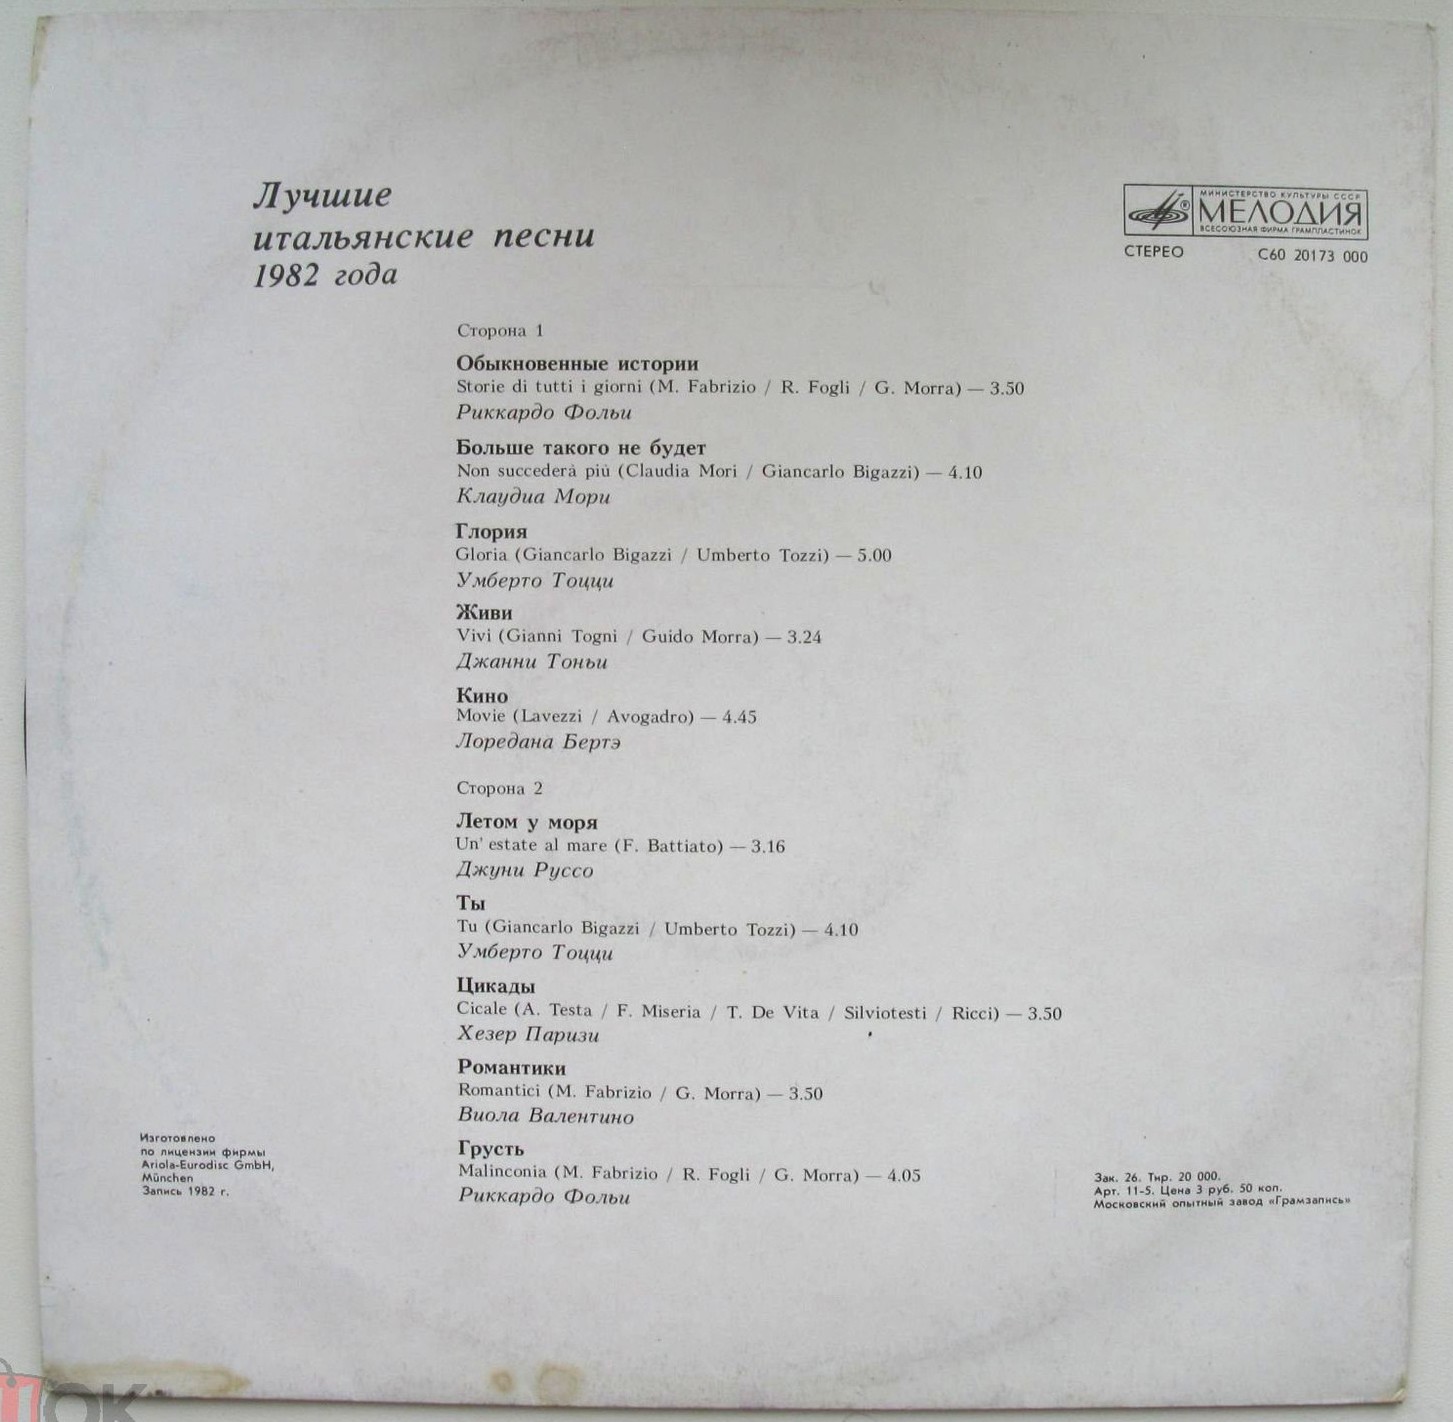 Лучшие
итальянские песни
1982 года
МИНИСТЕРСТВО КУЛЬТУРЫ СССР
МЕЛОДИЯ
ВСЕСОЮЗНАЯ ФИРМА ГРАМПЛАСТИНОК
СТЕРЕО С60 20173 000
Сторона 1
Обыкновенные истории
Storie di tutti i giorni (M. Fabrizio / R. Fogli / G. Morra) — 3.50
Риккардо Фольи
Больше такого не будет
Non succederà più (Claudia Mori / Giancarlo Bigazzi) — 4.10
Клаудиа Мори
Глория
Gloria (Giancarlo Bigazzi / Umberto Tozzi) — 5.00
Умберто Тоцци
Живи
Vivi (Gianni Togni / Guido Morra) — 3.24
Джанни Тоньи
Кино
Movie (Lavezzi / Avogadro) — 4.45
Лоредана Бертэ
Сторона 2
Летом у моря
Un' estate al mare (F. Battiato) — 3.16
Джуни Руссо
Ты
Tu (Giancarlo Bigazzi / Umberto Tozzi) — 4.10
Умберто Тоцци
Цикады
Cicale (A. Testa / F. Miseria / T. De Vita / Silviotesti / Ricci) — 3.50
Хезер Паризи
Романтики
Romantici (M. Fabrizio / G. Morra) — 3.50
Виола Валентино
Грусть
Malinconia (M. Fabrizio / R. Fogli / G. Morra) — 4.05
Риккардо Фольи
Изготовлено
по лицензии фирмы
Ariola-Eurodisc GmbH,
München
Запись 1982 г.
Зак. 26. Тир. 20 000.
Арт. 11-5. Цена 3 руб. 50 коп.
Московский опытный завод «Грамзапись»